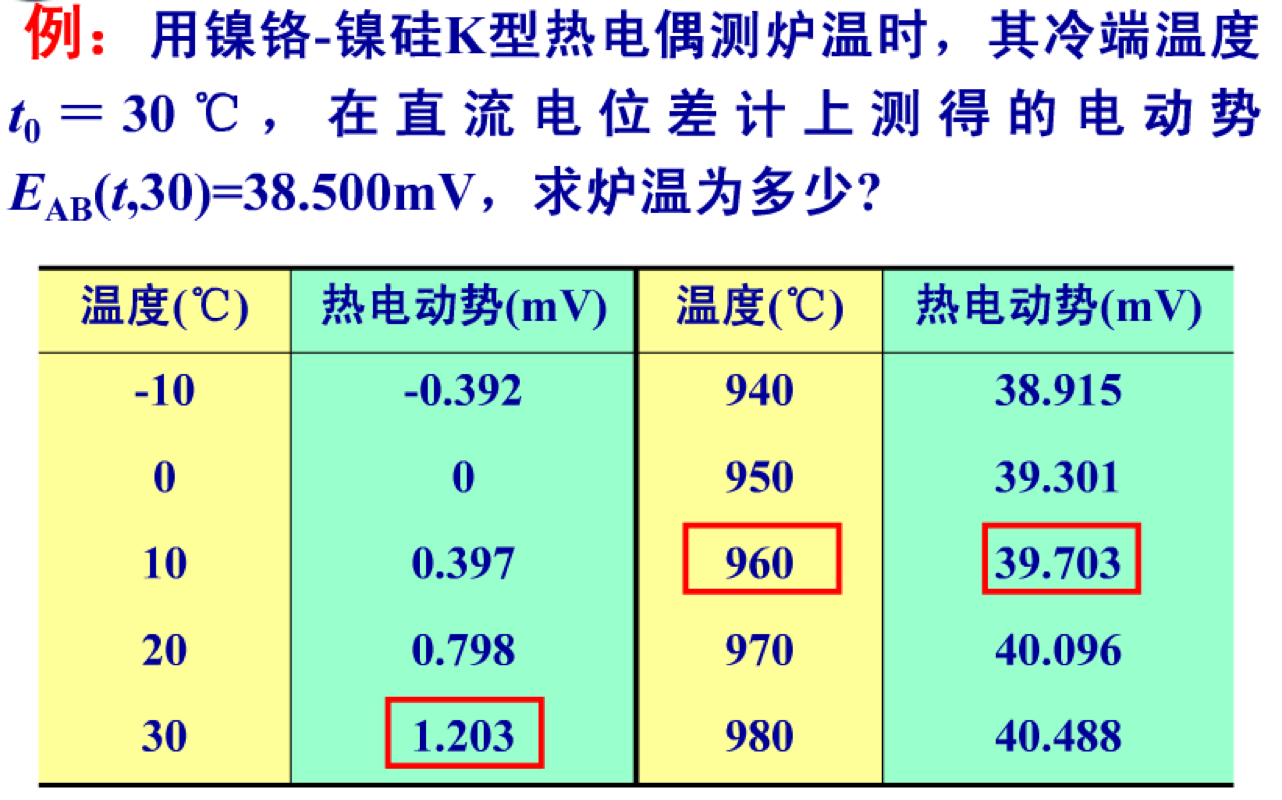 例：用镍铬-镍硅K型热电偶测炉温时，其冷端温度
t0＝30℃，在直流电位差计上测得的电动势
EAB(t,30)=38.500mV，求炉温为多少?
温度(℃) 热电动势(mV) 温度(℃) 热电动势(mV)
-10 -0.392 940 38.915
0 0 950 39.301
10 0.397 960 39.703
20 0.798 970 40.096
30 1.203 980 40.488